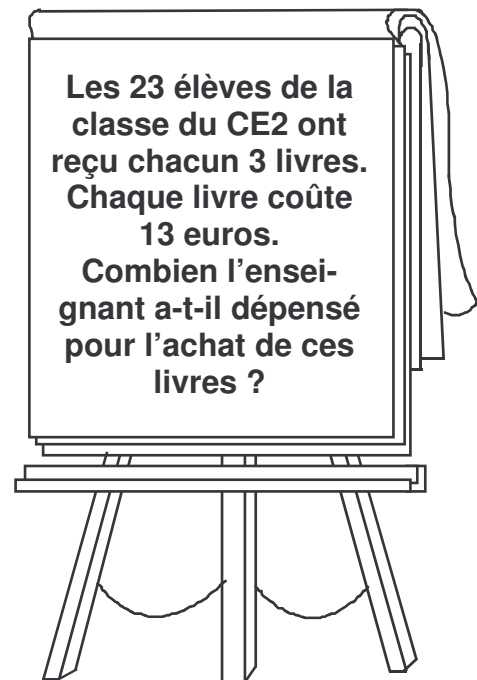 Les 23 élèves de la
classe du CE2 ont
reçu chacun 3 livres.
Chaque livre coûte
13 euros.
Combien l’ensei-
gnant a-t-il dépensé
pour l’achat de ces
livres ?